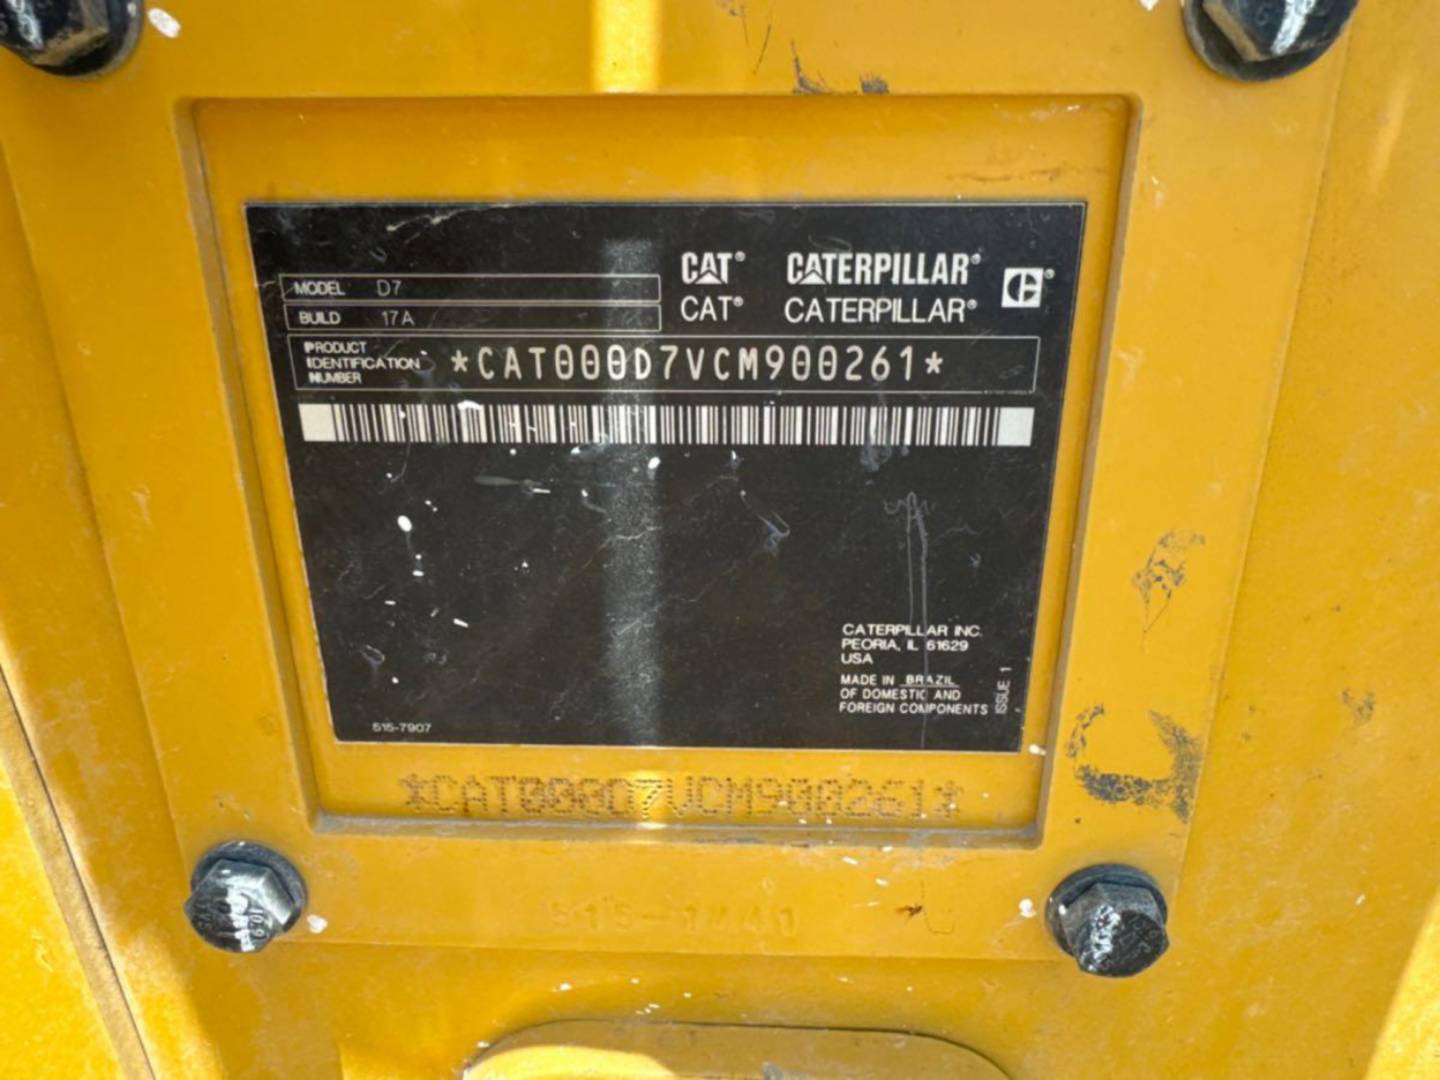 CAT® CATERPILLAR®
CAT® CATERPILLAR®
MODEL D7
BUILD 17A
PRODUCT IDENTIFICATION NUMBER *CAT000D7VCM900261*
CATERPILLAR INC.
PEORIA, IL 61629
USA
MADE IN BRAZIL
OF DOMESTIC AND
FOREIGN COMPONENTS
ISSUE 1
515-7907
*CAT000D7VCM900261*